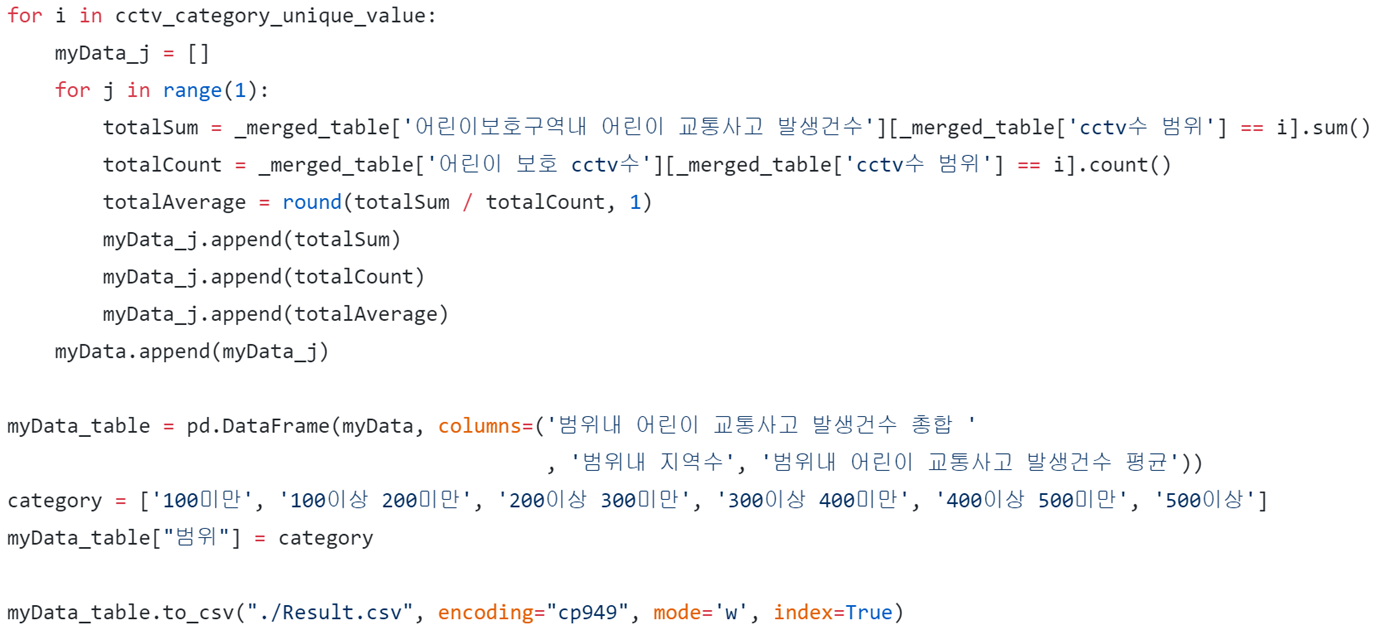 for i in cctv_category_unique_value:
    myData_j = []
    for j in range(1):
        totalSum = _merged_table['어린이보호구역내 어린이 교통사고 발생건수'][_merged_table['cctv수 범위'] == i].sum()
        totalCount = _merged_table['어린이 보호 cctv수'][_merged_table['cctv수 범위'] == i].count()
        totalAverage = round(totalSum / totalCount, 1)
        myData_j.append(totalSum)
        myData_j.append(totalCount)
        myData_j.append(totalAverage)
    myData.append(myData_j)

myData_table = pd.DataFrame(myData, columns=('범위내 어린이 교통사고 발생건수 총합 '
                                             , '범위내 지역수', '범위내 어린이 교통사고 발생건수 평균'))
category = ['100미만', '100이상 200미만', '200이상 300미만', '300이상 400미만', '400이상 500미만', '500이상']
myData_table["범위"] = category

myData_table.to_csv("./Result.csv", encoding="cp949", mode='w', index=True)